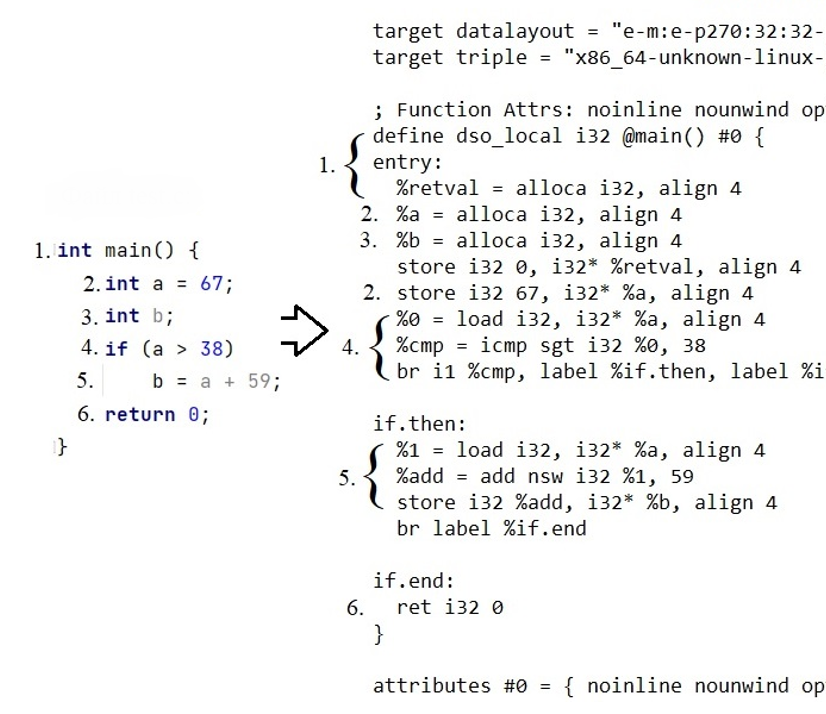 1. int main() {
2. int a = 67;
3. int b;
4. if (a > 38)
5. b = a + 59;
6. return 0;
}
target datalayout = "e-m:e-p270:32:32-
target triple = "x86_64-unknown-linux-
; Function Attrs: noinline nounwind op
define dso_local i32 @main() #0 {
1. entry:
%retval = alloca i32, align 4
2. %a = alloca i32, align 4
3. %b = alloca i32, align 4
store i32 0, i32* %retval, align 4
2. store i32 67, i32* %a, align 4
%0 = load i32, i32* %a, align 4
4. %cmp = icmp sgt i32 %0, 38
br i1 %cmp, label %if.then, label %i
if.then:
%1 = load i32, i32* %a, align 4
5. %add = add nsw i32 %1, 59
store i32 %add, i32* %b, align 4
br label %if.end
if.end:
6. ret i32 0
}
attributes #0 = { noinline nounwind op